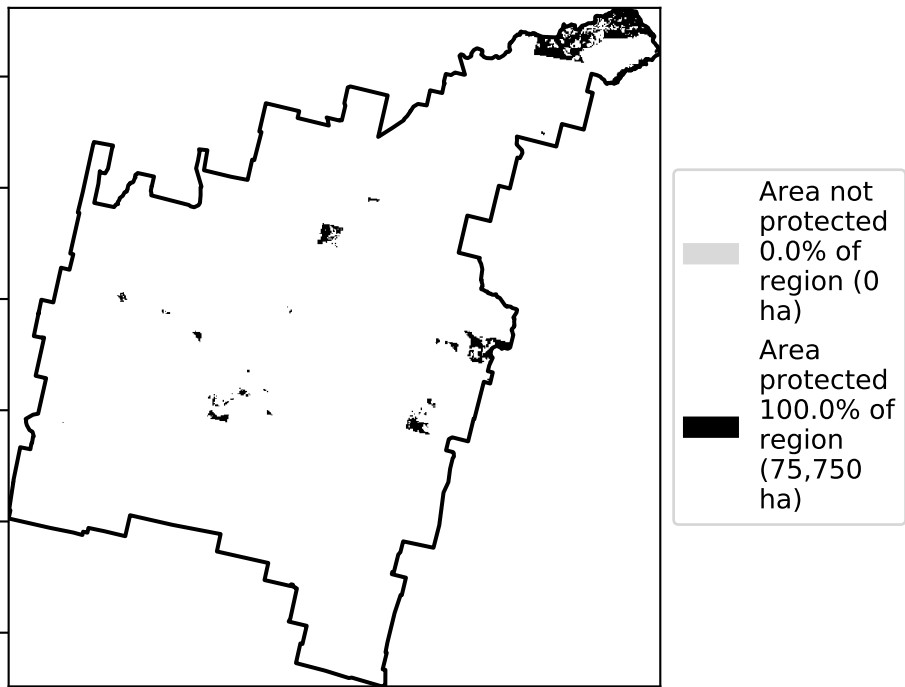 Area not
protected
0.0% of
region (0
ha)
Area
protected
100.0% of
region
(75,750
ha)